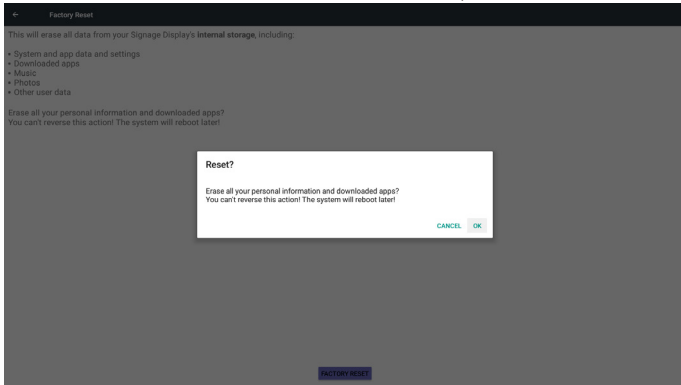 Factory Reset
This will erase all data from your Signage Display's internal storage, including:
• System and app data and settings
• Downloaded apps
• Music
• Photos
• Other user data
Erase all your personal information and downloaded apps?
You can't reverse this action! The system will reboot later!
Reset?
Erase all your personal information and downloaded apps?
You can't reverse this action! The system will reboot later!
CANCEL OK
FACTORY RESET